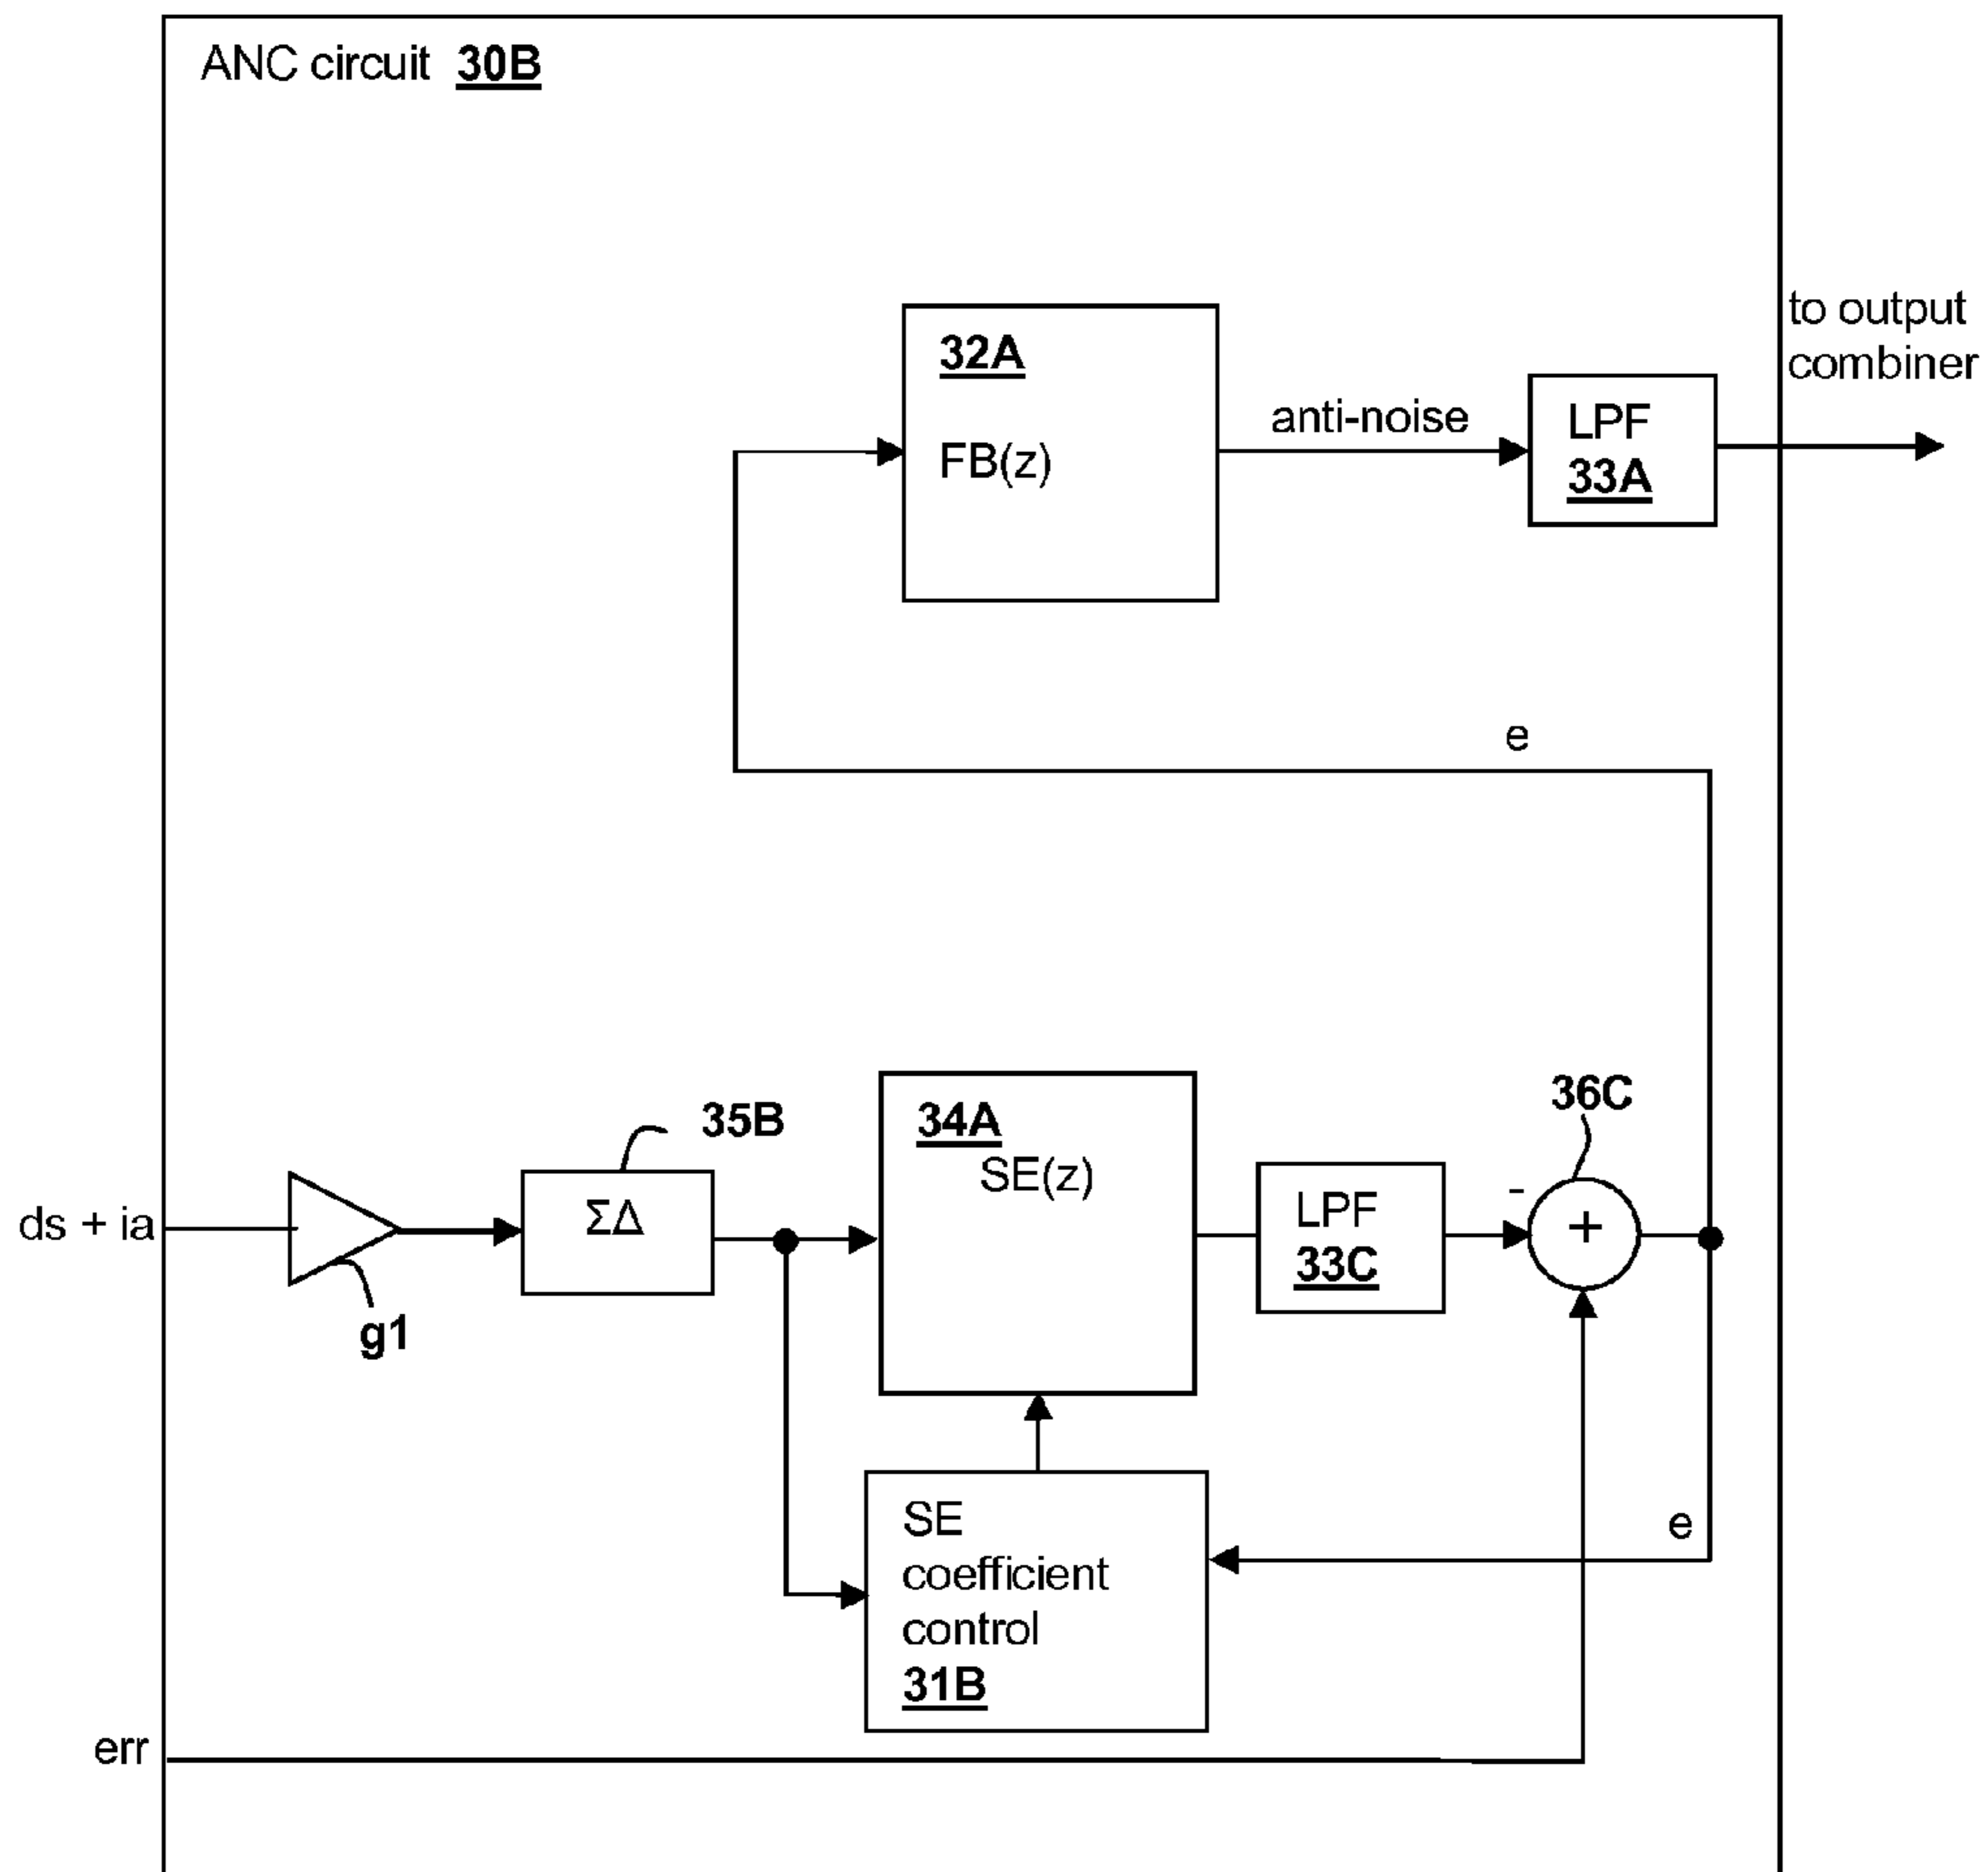 ANC circuit 30B
to output
combiner
32A
FB(z)
anti-noise
LPF
33A
e
35B
36C
34A
SE(z)
ds + ia
ΣΔ
LPF
33C
-
+
g1
SE
coefficient
control
31B
e
err